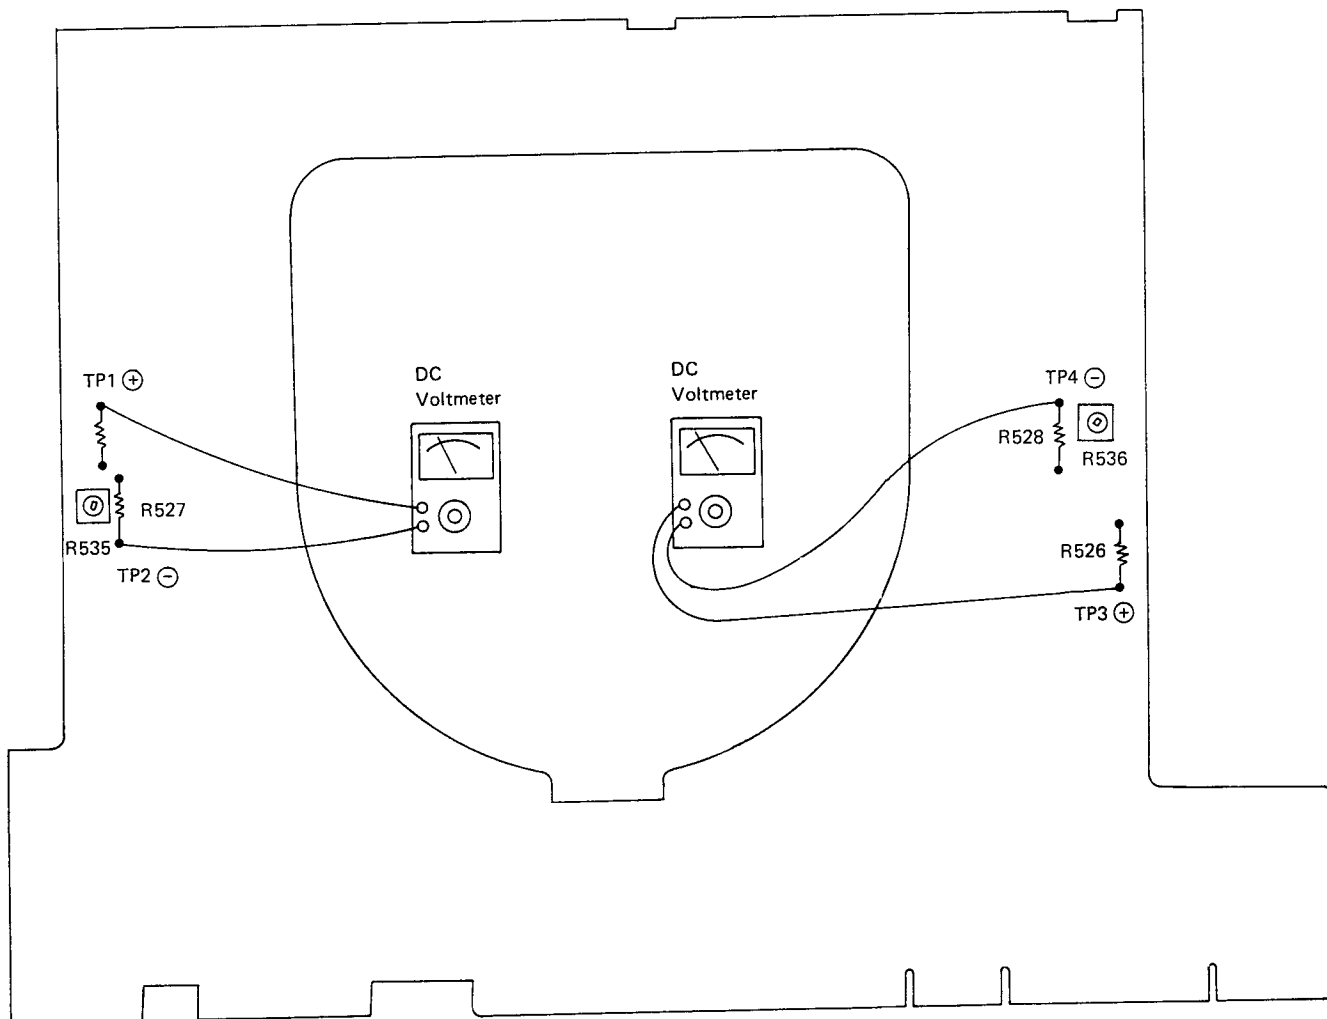 TP1 ⊕
DC
Voltmeter
DC
Voltmeter
TP4 ⊖
R528
R536
R527
R535
TP2 ⊖
R526
TP3 ⊕